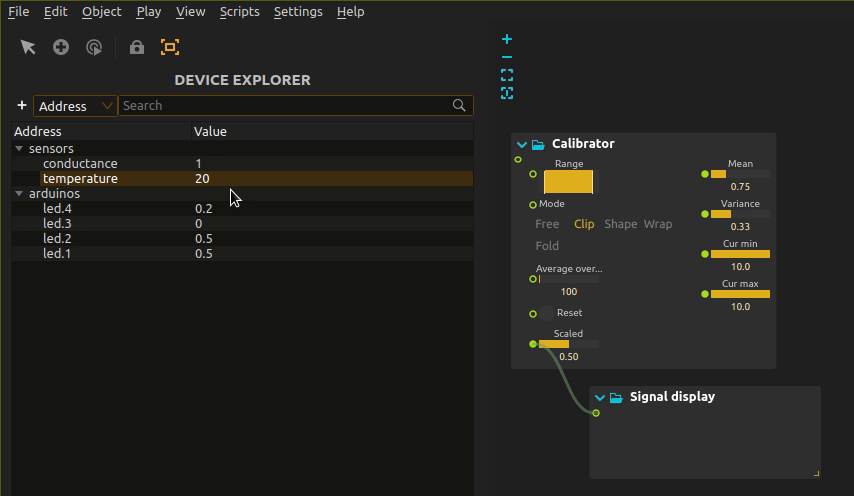 File Edit Object Play View Scripts Settings Help
DEVICE EXPLORER
+ Address Search
Address Value
sensors
conductance 1
temperature 20
arduinos
led.4 0.2
led.3 0
led.2 0.5
led.1 0.5
Calibrator
Range
Mode
Free Clip Shape Wrap
Fold
Average over...
100
Reset
Scaled
0.50
Mean
0.75
Variance
0.33
Cur min
10.0
Cur max
10.0
Signal display